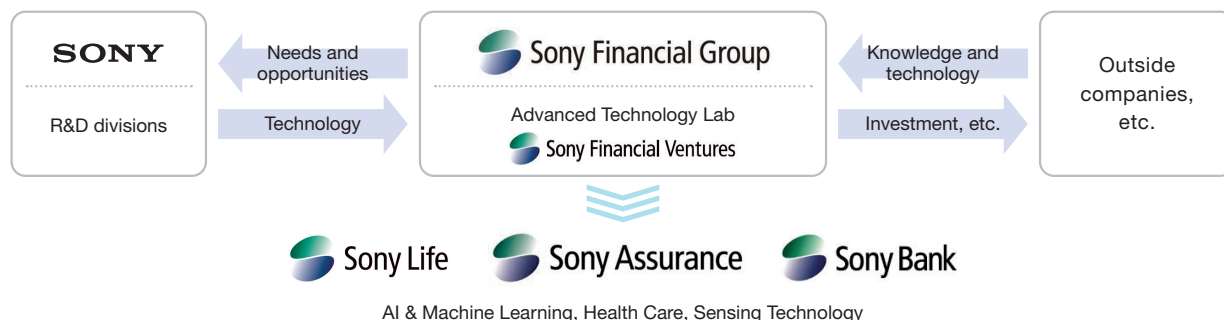 SONY
R&D divisions
Needs and
opportunities
Technology
Sony Financial Group
Advanced Technology Lab
Sony Financial Ventures
Knowledge and
technology
Investment, etc.
Outside
companies,
etc.
Sony Life
Sony Assurance
Sony Bank
AI & Machine Learning, Health Care, Sensing Technology